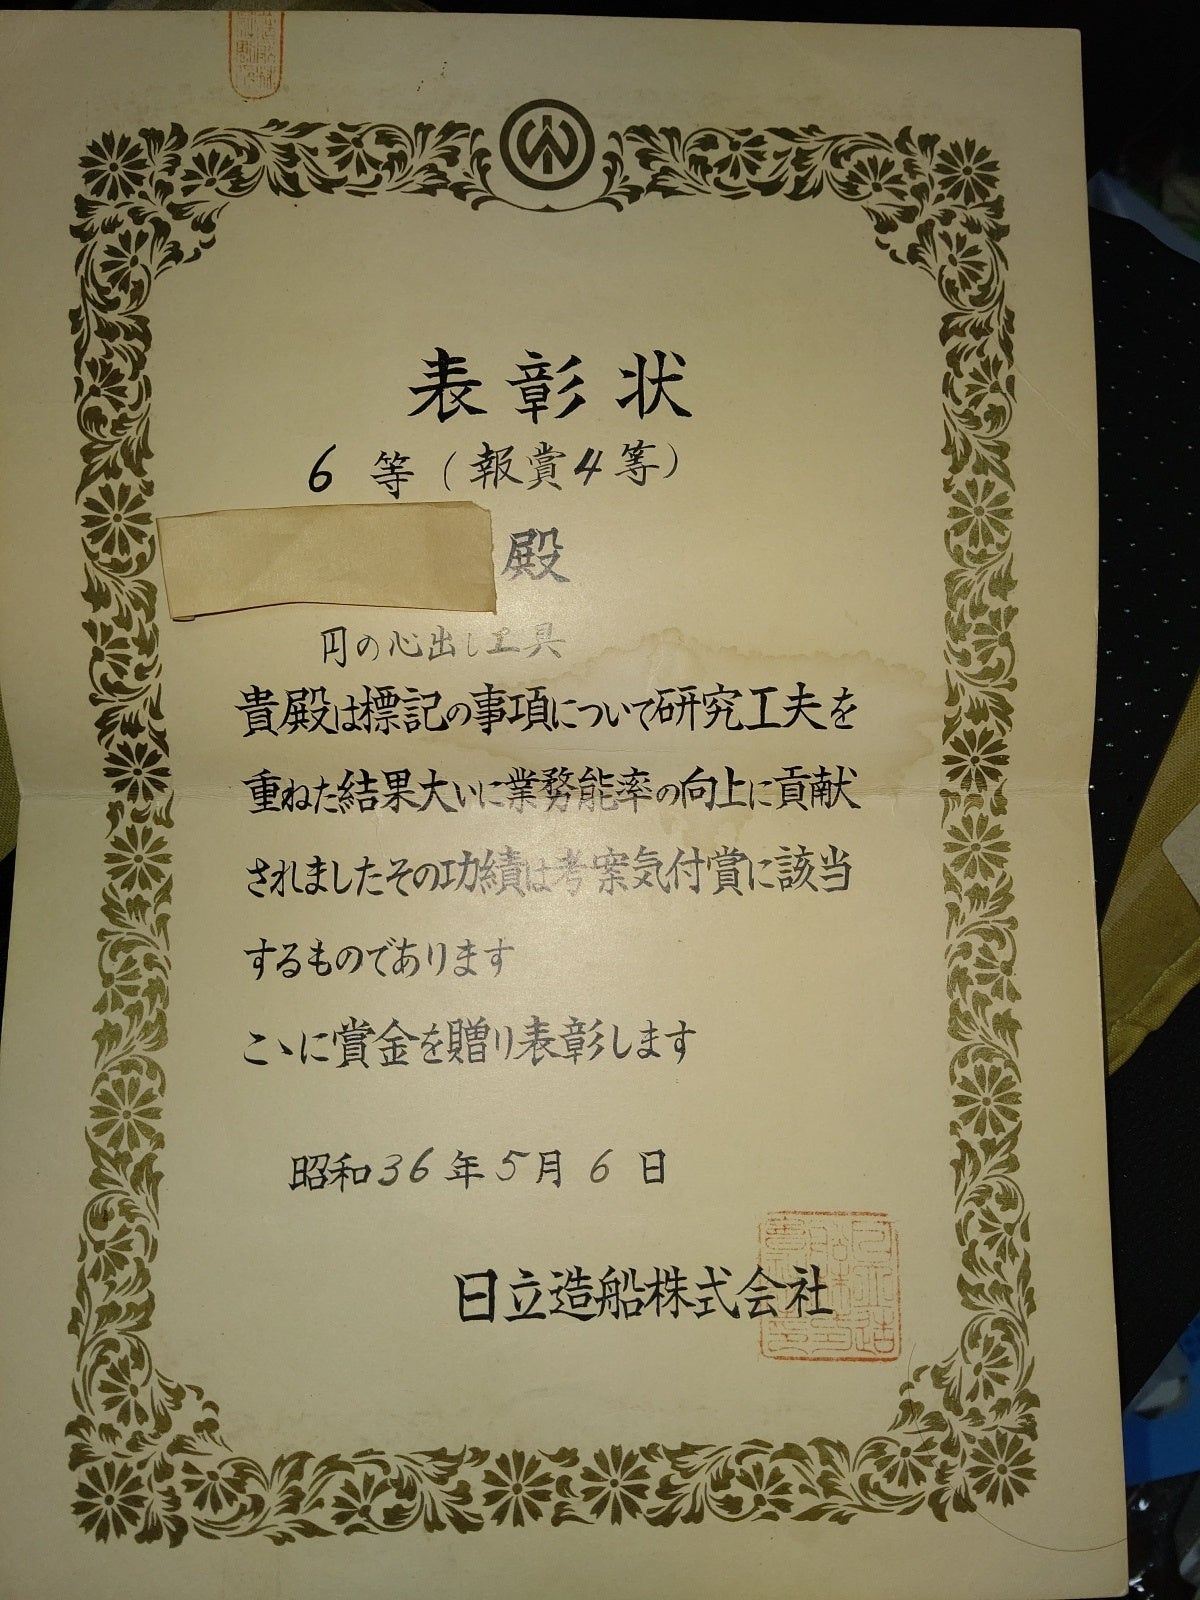 表彰状
6等（報賞4等）
殿
円の心出し工具
貴殿は標記の事項について研究工夫を
重ねた結果大いに業務能率の向上に貢献
されましたその功績は考案気付賞に該当
するものであります
こゝに賞金を贈り表彰します
昭和36年5月6日
日立造船株式会社